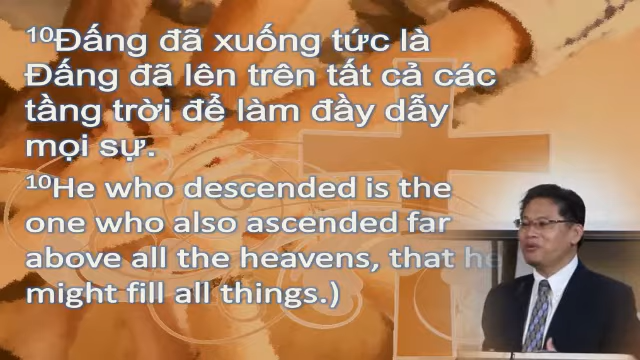 ¹⁰Đấng đã xuống tức là
Đấng đã lên trên tất cả các
tầng trời để làm đầy dẫy
mọi sự.
¹⁰He who descended is the
one who also ascended far
above all the heavens, that he
might fill all things.)